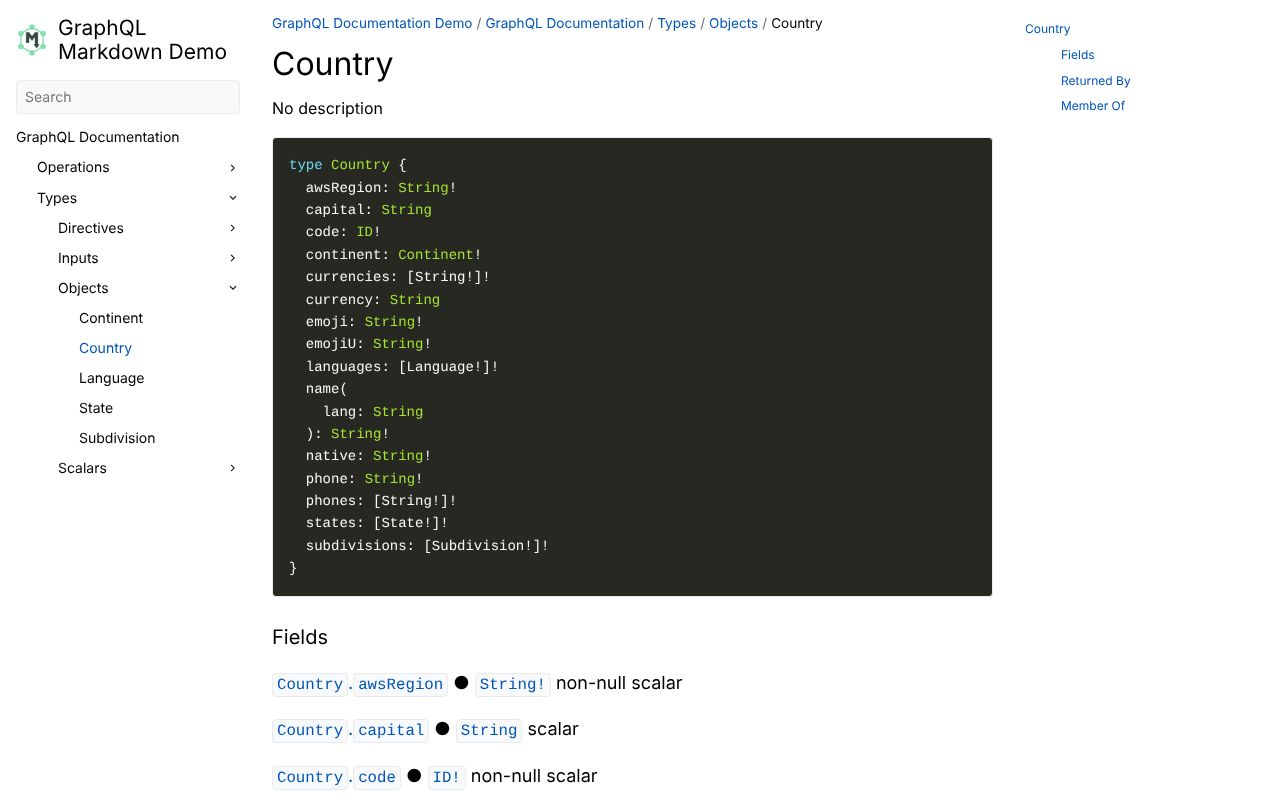 GraphQL
Markdown Demo
Search
GraphQL Documentation
Operations
Types
Directives
Inputs
Objects
Continent
Country
Language
State
Subdivision
Scalars
GraphQL Documentation Demo / GraphQL Documentation / Types / Objects / Country
Country
No description
type Country {
  awsRegion: String!
  capital: String
  code: ID!
  continent: Continent!
  currencies: [String!]!
  currency: String
  emoji: String!
  emojiU: String!
  languages: [Language!]!
  name(
    lang: String
  ): String!
  native: String!
  phone: String!
  phones: [String!]!
  states: [State!]!
  subdivisions: [Subdivision!]!
}
Fields
Country.awsRegion ● String! non-null scalar
Country.capital ● String scalar
Country.code ● ID! non-null scalar
Country
Fields
Returned By
Member Of